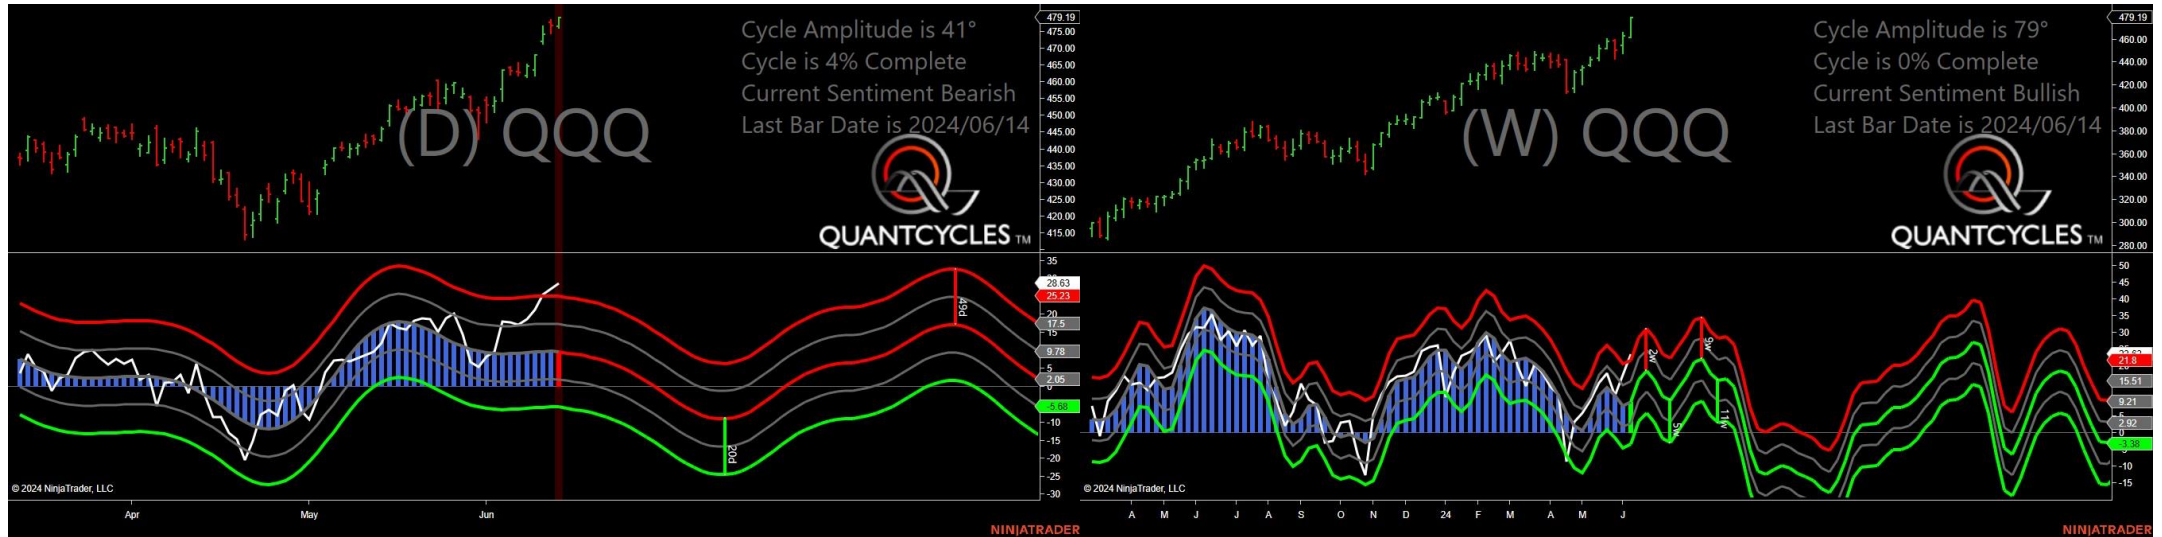 Cycle Amplitude is 41°
Cycle is 4% Complete
Current Sentiment Bearish
Last Bar Date is 2024/06/14
(D) QQQ
QUANTCYCLES TM
479.19
475.00
470.00
465.00
460.00
455.00
450.00
445.00
440.00
435.00
430.00
425.00
420.00
415.00
35
28.63
25.23
17.5
15
9.78
5
2.05
0
-5.68
-10
-15
-20
-25
-30
49d
20d
© 2024 NinjaTrader, LLC
Apr May Jun
NINJATRADER
Cycle Amplitude is 79°
Cycle is 0% Complete
Current Sentiment Bullish
Last Bar Date is 2024/06/14
(W) QQQ
QUANTCYCLES TM
479.19
460.00
440.00
420.00
400.00
380.00
360.00
340.00
320.00
300.00
280.00
50
45
40
35
30
21.8
15.51
9.21
2.92
0
-3.38
-10
-15
2w
9w
5w
11w
© 2024 NinjaTrader, LLC
A M J J A S O N D 24 F M A M J
NINJATRADER